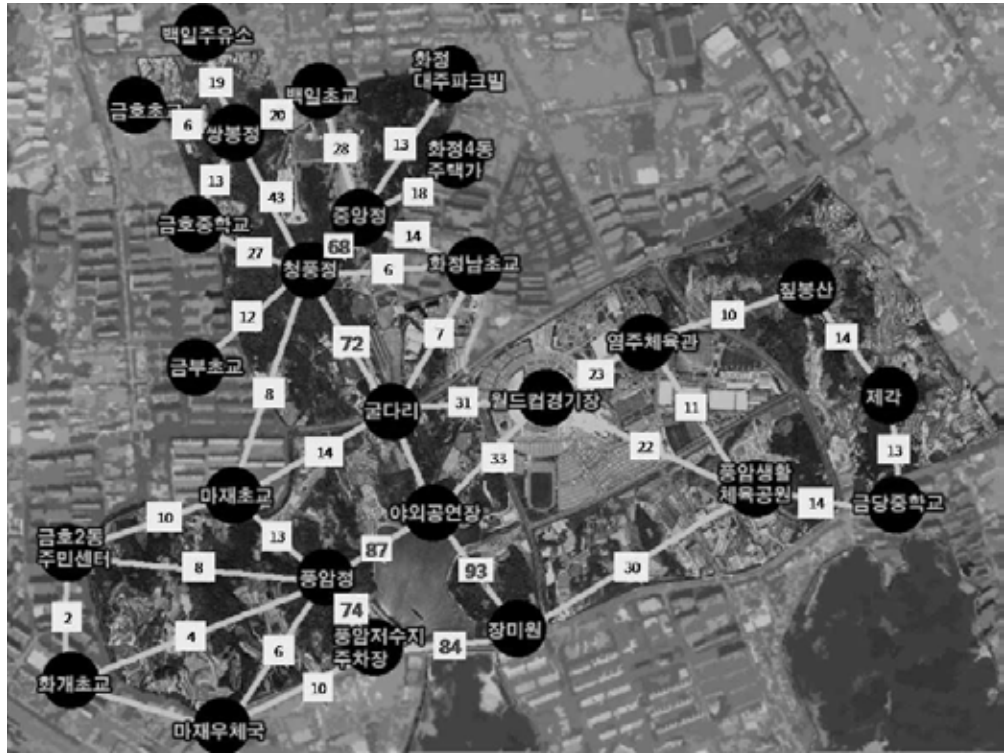 백일주유소
화정
대주파크빌
19
금호초교
20
백일초교
6
쌍봉정
28
13
화정4동
주택가
13
43
18
금호중학교
중앙정
14
27
68
청풍정
6
화정남초교
짚봉산
12
10
72
7
염주체육관
14
금부초교
23
8
굴다리
31
월드컵경기장
11
제각
14
33
22
13
마재초교
풍암생활
체육공원
10
야외공연장
14
금당중학교
금호2동
주민센터
13
87
8
풍암정
93
30
2
74
4
풍암저수지
주차장
장미원
6
84
화개초교
10
마재우체국